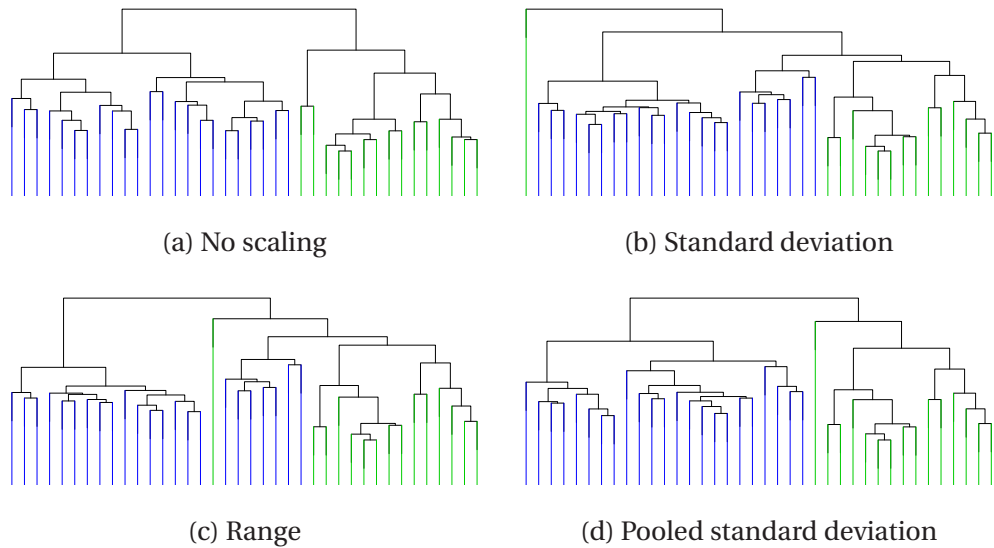 (a) No scaling
(b) Standard deviation
(c) Range
(d) Pooled standard deviation